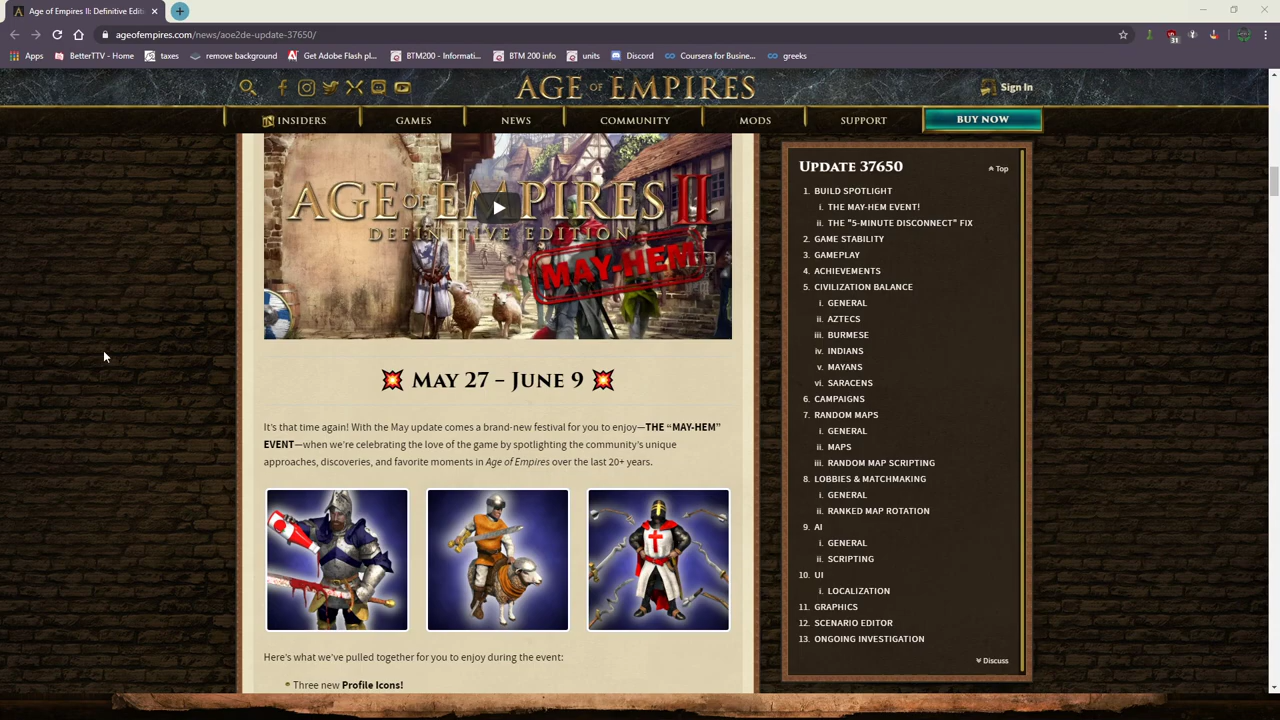 Age of Empires II: Definitive Editi
ageofempires.com/news/aoe2de-update-37650/
31
Apps
BetterTTV - Home
taxes
remove background
Get Adobe Flash pl...
BTM200 - Informati...
BTM 200 info
units
Discord
Coursera for Busine...
greeks
AGE OF EMPIRES
Sign In
INSIDERS
GAMES
NEWS
COMMUNITY
MODS
SUPPORT
BUY NOW
AGE OF EMPIRES II
DEFINITIVE EDITION
MAY-HEM
May 27 – June 9
It's that time again! With the May update comes a brand-new festival for you to enjoy—THE “MAY-HEM”
EVENT—when we're celebrating the love of the game by spotlighting the community's unique
approaches, discoveries, and favorite moments in Age of Empires over the last 20+ years.
Here's what we've pulled together for you to enjoy during the event:
Three new Profile Icons!
Update 37650
Top
1. BUILD SPOTLIGHT
i. THE MAY-HEM EVENT!
ii. THE "5-MINUTE DISCONNECT" FIX
2. GAME STABILITY
3. GAMEPLAY
4. ACHIEVEMENTS
5. CIVILIZATION BALANCE
i. GENERAL
ii. AZTECS
iii. BURMESE
iv. INDIANS
v. MAYANS
vi. SARACENS
6. CAMPAIGNS
7. RANDOM MAPS
i. GENERAL
ii. MAPS
iii. RANDOM MAP SCRIPTING
8. LOBBIES & MATCHMAKING
i. GENERAL
ii. RANKED MAP ROTATION
9. AI
i. GENERAL
ii. SCRIPTING
10. UI
i. LOCALIZATION
11. GRAPHICS
12. SCENARIO EDITOR
13. ONGOING INVESTIGATION
Discuss